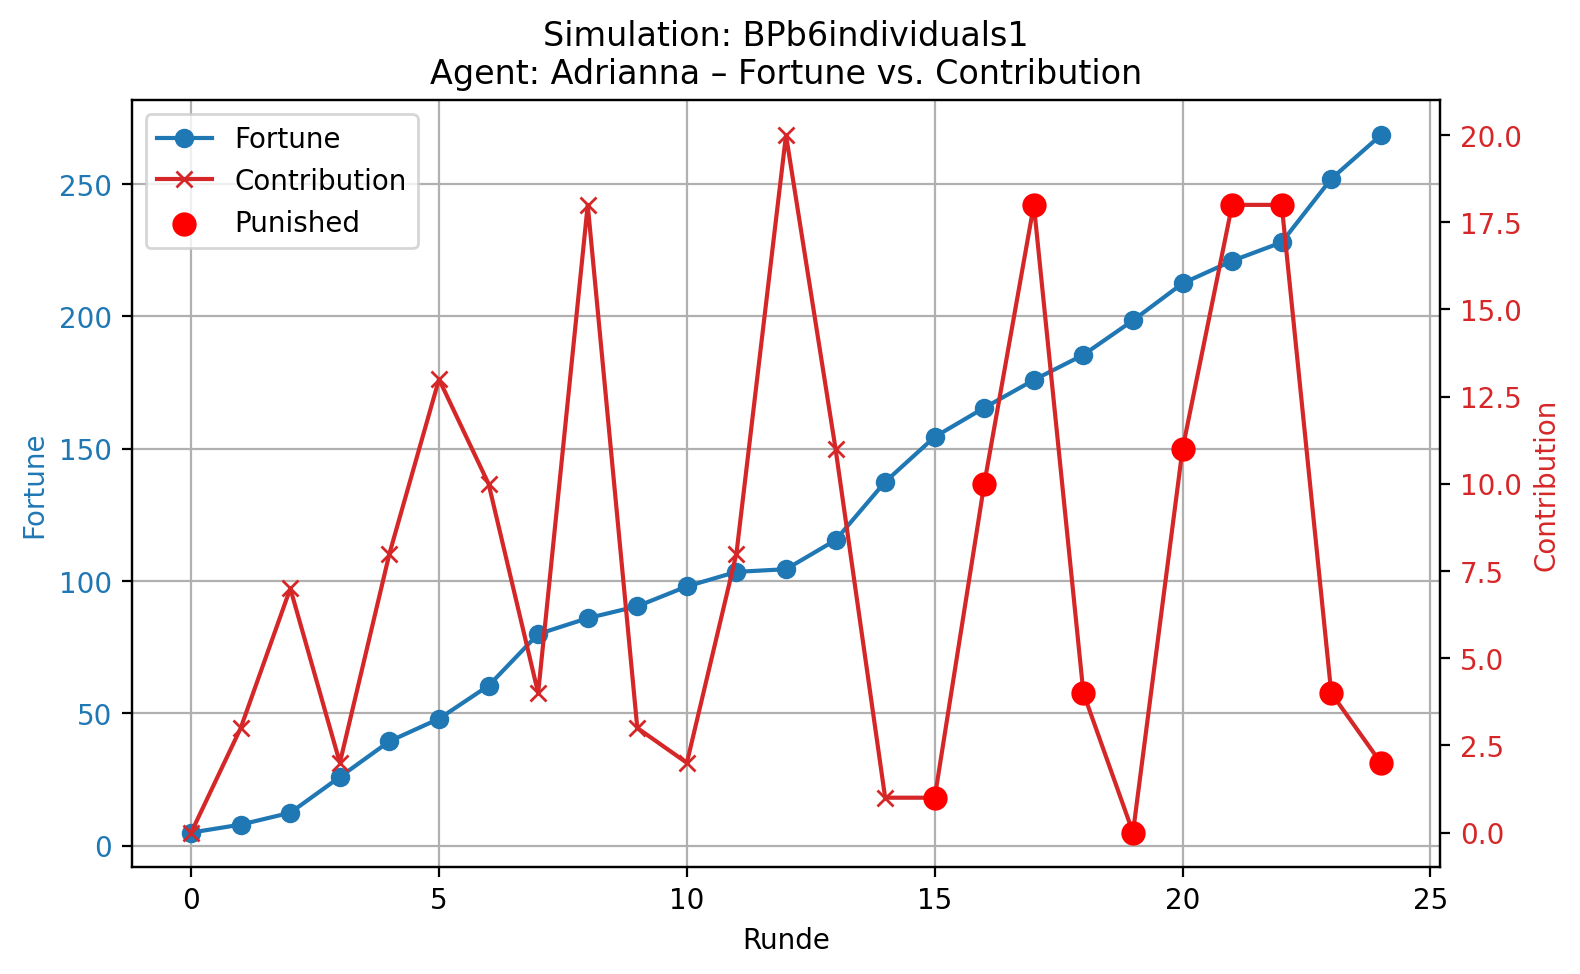 Simulation: BPb6individuals1
Agent: Adrianna – Fortune vs. Contribution
Fortune
Contribution
Punished
250
200
150
100
50
0
Fortune
20.0
17.5
15.0
12.5
10.0
7.5
5.0
2.5
0.0
Contribution
0
5
10
15
20
25
Runde